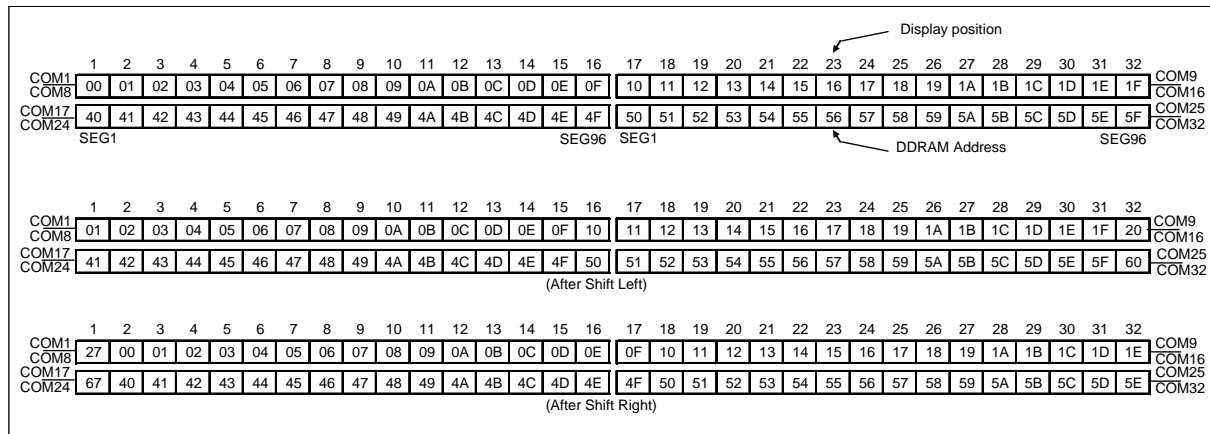 Display position
1 2 3 4 5 6 7 8 9 10 11 12 13 14 15 16 17 18 19 20 21 22 23 24 25 26 27 28 29 30 31 32
COM1 COM9
00 01 02 03 04 05 06 07 08 09 0A 0B 0C 0D 0E 0F 10 11 12 13 14 15 16 17 18 19 1A 1B 1C 1D 1E 1F
COM8 COM16
COM17 COM25
40 41 42 43 44 45 46 47 48 49 4A 4B 4C 4D 4E 4F 50 51 52 53 54 55 56 57 58 59 5A 5B 5C 5D 5E 5F
COM24 COM32
SEG1 SEG96 SEG1 SEG96
DDRAM Address
1 2 3 4 5 6 7 8 9 10 11 12 13 14 15 16 17 18 19 20 21 22 23 24 25 26 27 28 29 30 31 32
COM1 COM9
01 02 03 04 05 06 07 08 09 0A 0B 0C 0D 0E 0F 10 11 12 13 14 15 16 17 18 19 1A 1B 1C 1D 1E 1F 20
COM8 COM16
COM17 COM25
41 42 43 44 45 46 47 48 49 4A 4B 4C 4D 4E 4F 50 51 52 53 54 55 56 57 58 59 5A 5B 5C 5D 5E 5F 60
COM24 COM32
(After Shift Left)
1 2 3 4 5 6 7 8 9 10 11 12 13 14 15 16 17 18 19 20 21 22 23 24 25 26 27 28 29 30 31 32
COM1 COM9
27 00 01 02 03 04 05 06 07 08 09 0A 0B 0C 0D 0E 0F 10 11 12 13 14 15 16 17 18 19 1A 1B 1C 1D 1E
COM8 COM16
COM17 COM25
67 40 41 42 43 44 45 46 47 48 49 4A 4B 4C 4D 4E 4F 50 51 52 53 54 55 56 57 58 59 5A 5B 5C 5D 5E
COM24 COM32
(After Shift Right)